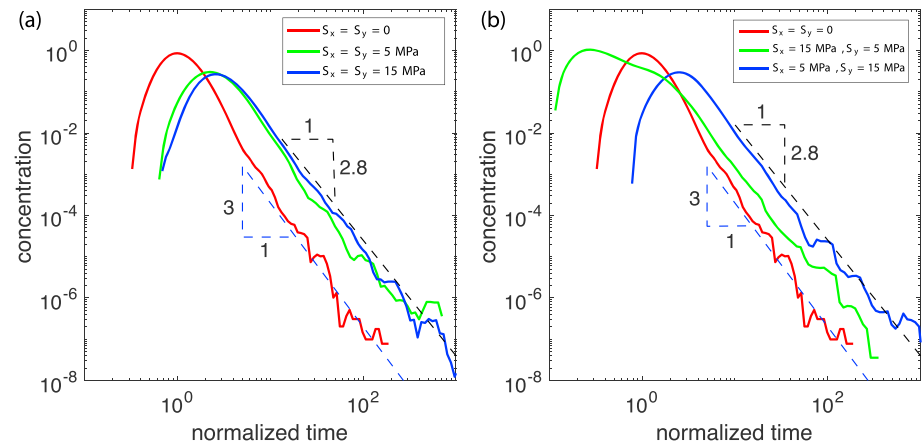 (a)
S_x = S_y = 0
S_x = S_y = 5 MPa
S_x = S_y = 15 MPa
10^0
10^-2
10^-4
10^-6
10^-8
concentration
1
2.8
3
1
10^0
10^2
normalized time
(b)
S_x = S_y = 0
S_x = 15 MPa , S_y = 5 MPa
S_x = 5 MPa , S_y = 15 MPa
10^0
10^-2
10^-4
10^-6
10^-8
concentration
1
2.8
3
1
10^0
10^2
normalized time